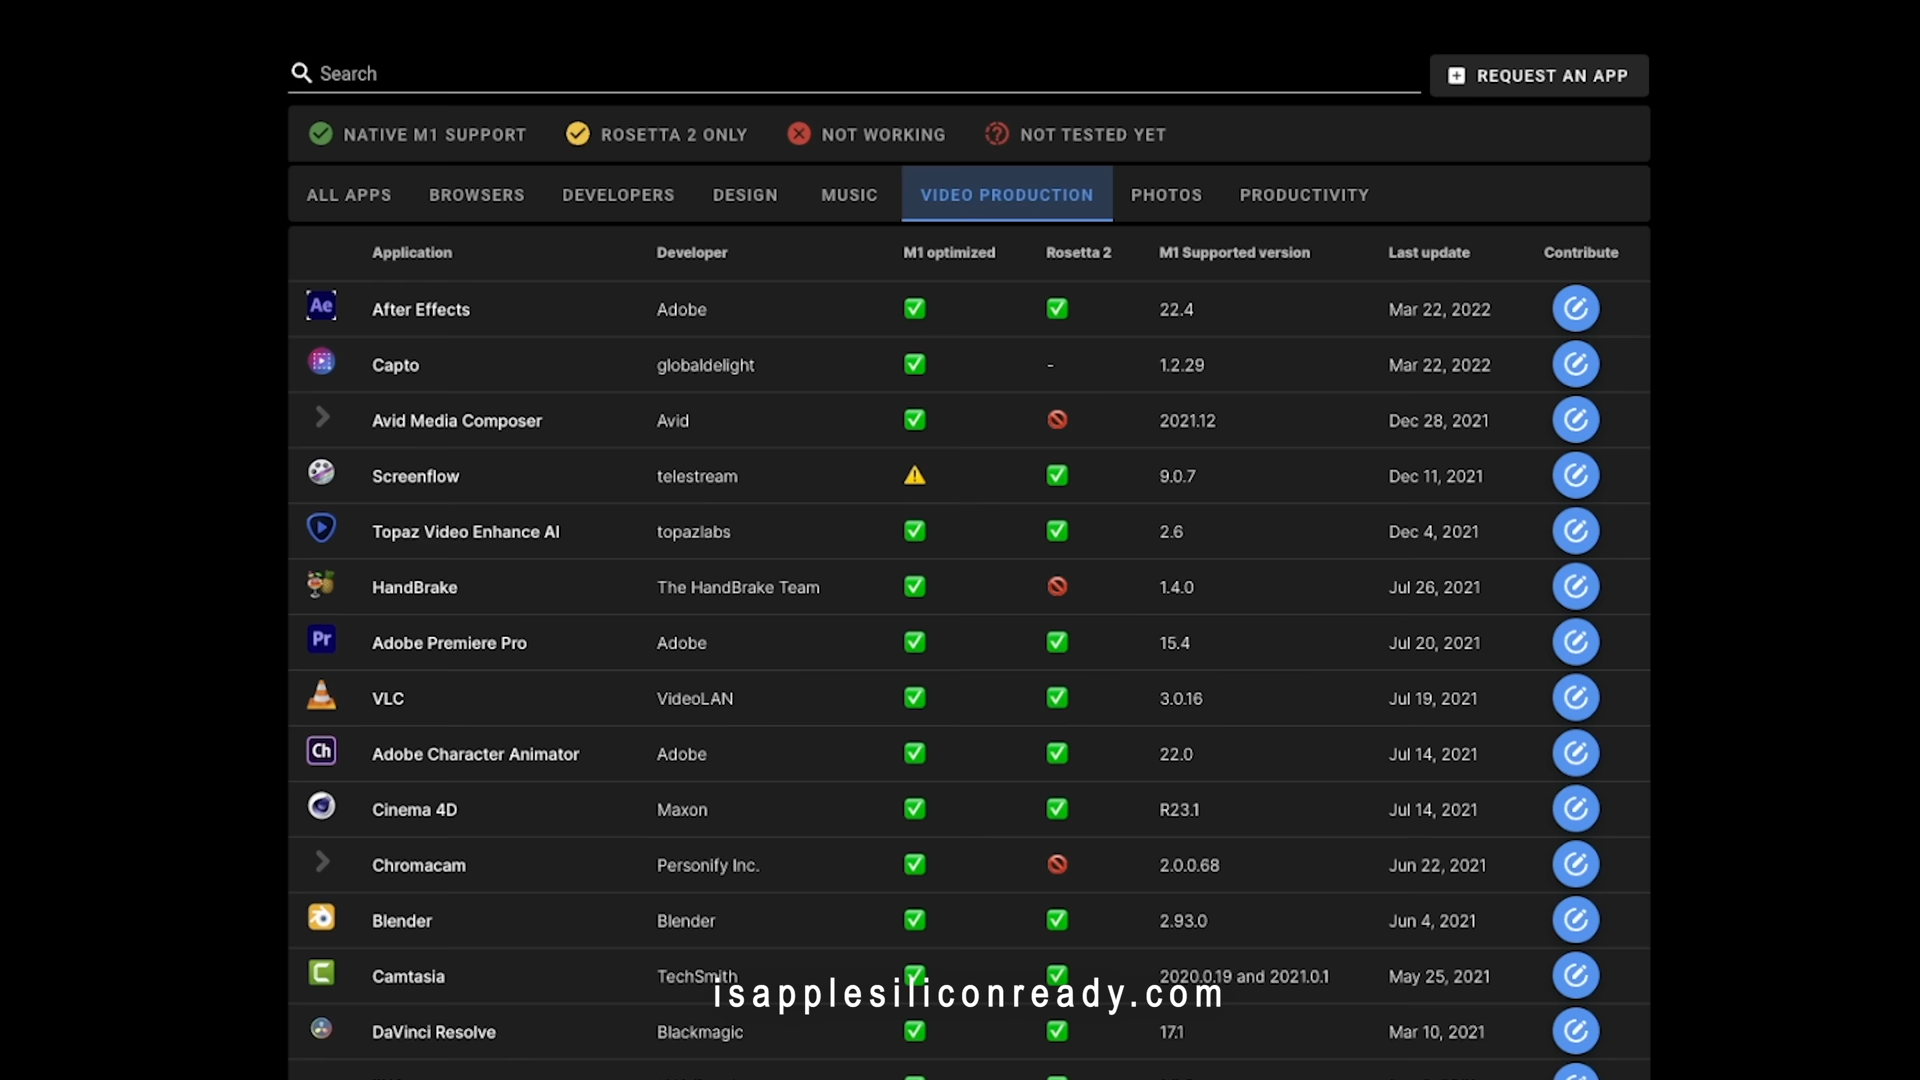 Search
REQUEST AN APP
NATIVE M1 SUPPORT ROSETTA 2 ONLY NOT WORKING NOT TESTED YET
ALL APPS BROWSERS DEVELOPERS DESIGN MUSIC VIDEO PRODUCTION PHOTOS PRODUCTIVITY
Application Developer M1 optimized Rosetta 2 M1 Supported version Last update Contribute
Ae After Effects Adobe 22.4 Mar 22, 2022
Capto globaldelight - 1.2.29 Mar 22, 2022
Avid Media Composer Avid 2021.12 Dec 28, 2021
Screenflow telestream 9.0.7 Dec 11, 2021
Topaz Video Enhance AI topazlabs 2.6 Dec 4, 2021
HandBrake The HandBrake Team 1.4.0 Jul 26, 2021
Pr Adobe Premiere Pro Adobe 15.4 Jul 20, 2021
VLC VideoLAN 3.0.16 Jul 19, 2021
Ch Adobe Character Animator Adobe 22.0 Jul 14, 2021
Cinema 4D Maxon R23.1 Jul 14, 2021
Chromacam Personify Inc. 2.0.0.68 Jun 22, 2021
Blender Blender 2.93.0 Jun 4, 2021
Camtasia TechSmith 2020.0.19 and 2021.0.1 May 25, 2021
isapplesiliconready.com
DaVinci Resolve Blackmagic 17.1 Mar 10, 2021